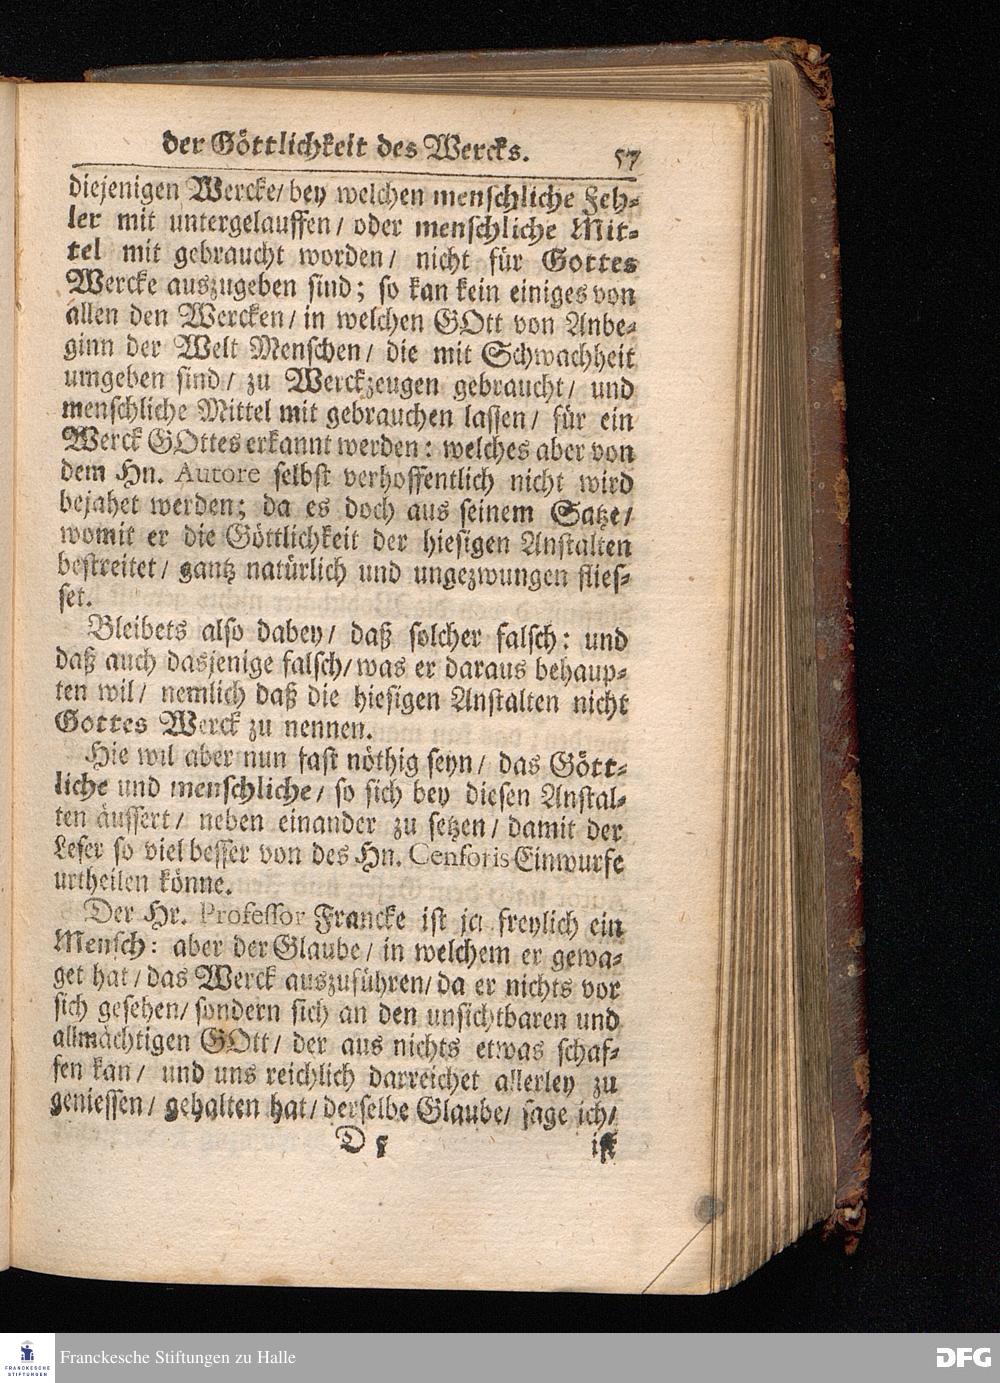 der Göttlichkeit des Wercks. 57
diejenigen Wercke/ bey welchen menschliche Feh-
ler mit untergelauffen/ oder menschliche Mit-
tel mit gebraucht worden/ nicht für Gottes
Wercke auszugeben sind; so kan kein einiges von
allen den Wercken/ in welchen GOtt von Anbe-
ginn der Welt Menschen/ die mit Schwachheit
umgeben sind/ zu Werckzeugen gebraucht/ und
menschliche Mittel mit gebrauchen lassen/ für ein
Werck GOttes erkannt werden: welches aber von
dem Hn. Autore selbst verhoffentlich nicht wird
bejahet werden; da es doch aus seinem Satze/
womit er die Göttlichkeit der hiesigen Anstalten
bestreitet/ gantz natürlich und ungezwungen flies-
set.
Bleibets also dabey/ daß solcher falsch: und
daß auch dasjenige falsch/ was er daraus behaup-
ten wil/ nemlich daß die hiesigen Anstalten nicht
Gottes Werck zu nennen.
Hie wil aber nun fast nöthig seyn/ das Gött-
liche und menschliche/ so sich bey diesen Anstal-
ten äussert/ neben einander zu setzen/ damit der
Leser so viel besser von des Hn. Censoris Einwurfe
urtheilen könne.
Der Hr. Professor Francke ist ja freylich ein
Mensch: aber der Glaube/ in welchem er gewa-
get hat/ das Werck auszuführen/ da er nichts vor
sich gesehen/ sondern sich an den unsichtbaren und
allmächtigen GOtt/ der aus nichts etwas schaf-
fen kan/ und uns reichlich darreichet allerley zu
geniessen/ gehalten hat/ derselbe Glaube/ sage ich/
D 5 ist
FRANCKESCHE
STIFTUNGEN
Franckesche Stiftungen zu Halle
DFG